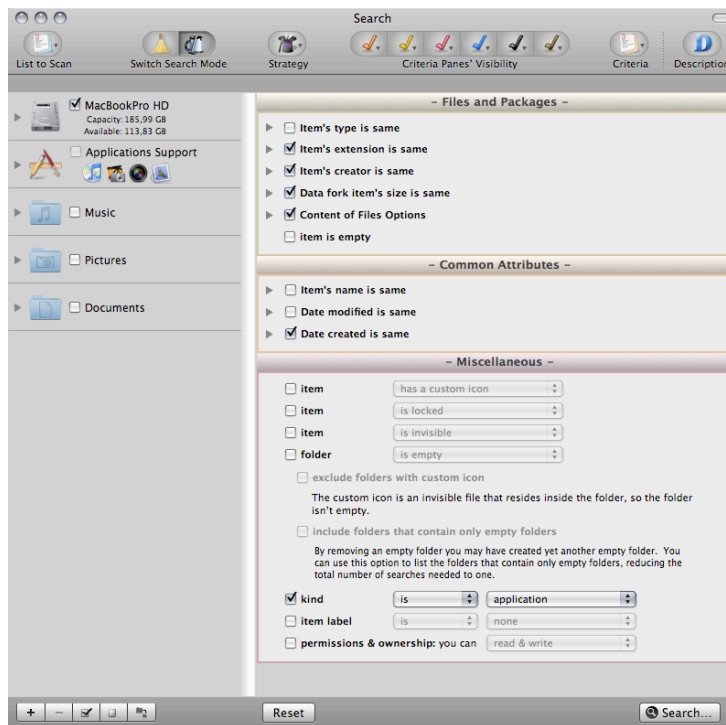 Search
List to Scan
Switch Search Mode
Strategy
Criteria Panes' Visibility
Criteria
Description
MacBookPro HD
Capacity: 185,99 GB
Available: 113,83 GB
Applications Support
Music
Pictures
Documents
– Files and Packages –
Item's type is same
Item's extension is same
Item's creator is same
Data fork item's size is same
Content of Files Options
item is empty
– Common Attributes –
Item's name is same
Date modified is same
Date created is same
– Miscellaneous –
item has a custom icon
item is locked
item is invisible
folder is empty
exclude folders with custom icon
The custom icon is an invisible file that resides inside the folder, so the folder
isn't empty.
include folders that contain only empty folders
By removing an empty folder you may have created yet another empty folder. You
can use this option to list the folders that contain only empty folders, reducing the
total number of searches needed to one.
kind is application
item label is none
permissions & ownership: you can read & write
Reset
Search...